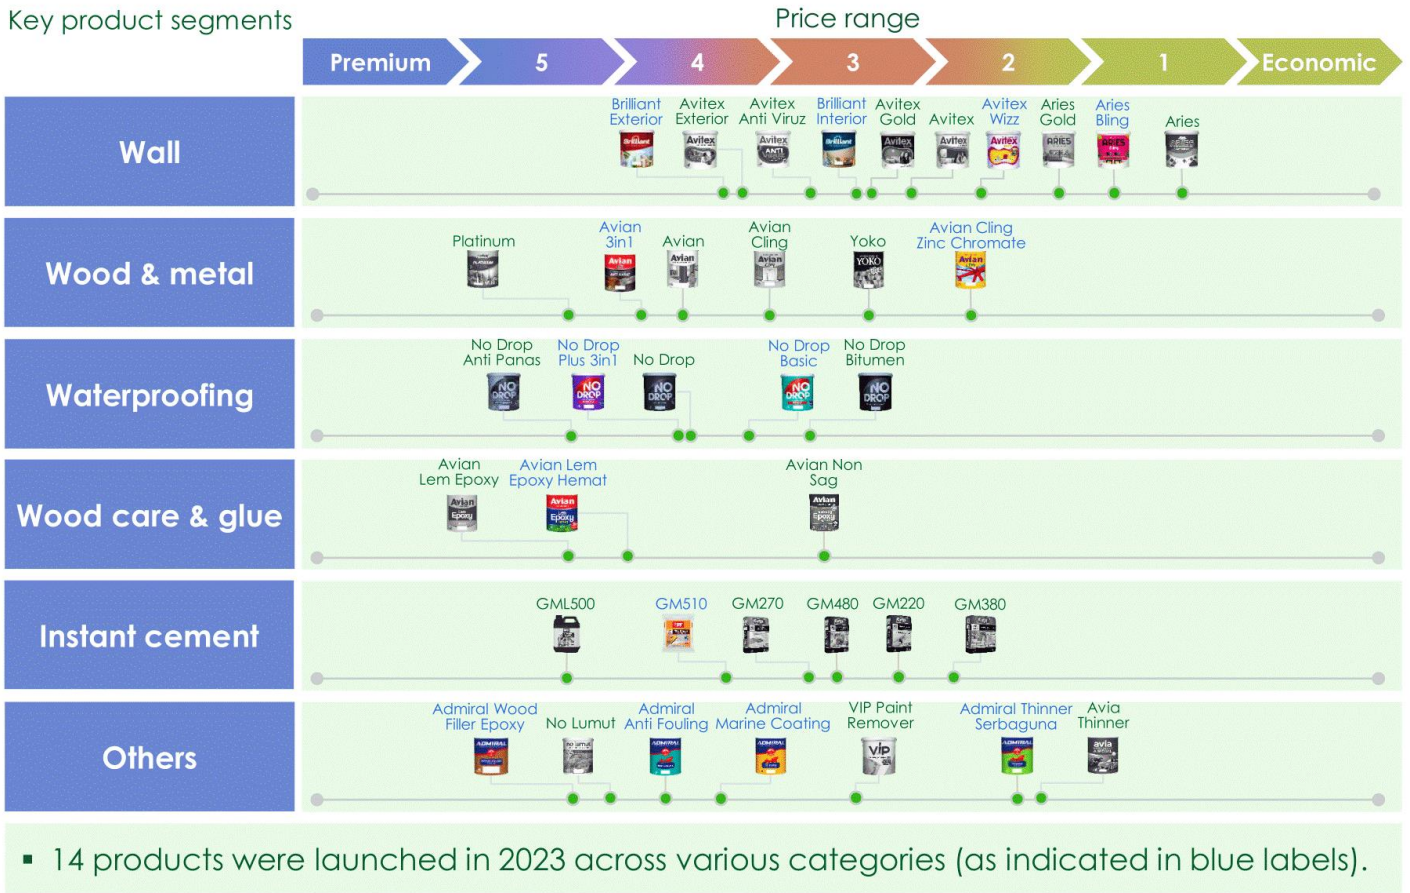 Key product segments
Price range
Premium
5
4
3
2
1
Economic
Wall
Brilliant
Exterior
Avitex
Exterior
Avitex
Anti Viruz
Brilliant
Interior
Avitex
Gold
Avitex
Avitex
Wizz
Aries
Gold
Aries
Bling
Aries
Wood & metal
Platinum
Avian
3in1
Avian
Avian
Cling
Yoko
Avian Cling
Zinc Chromate
Waterproofing
No Drop
Anti Panas
No Drop
Plus 3in1
No Drop
No Drop
Basic
No Drop
Bitumen
Wood care & glue
Avian
Lem Epoxy
Avian Lem
Epoxy Hemat
Avian Non
Sag
Instant cement
GML500
GM510
GM270
GM480
GM220
GM380
Others
Admiral Wood
Filler Epoxy
No Lumut
Admiral
Anti Fouling
Admiral
Marine Coating
VIP Paint
Remover
Admiral Thinner
Serbaguna
Avia
Thinner
▪ 14 products were launched in 2023 across various categories (as indicated in blue labels).